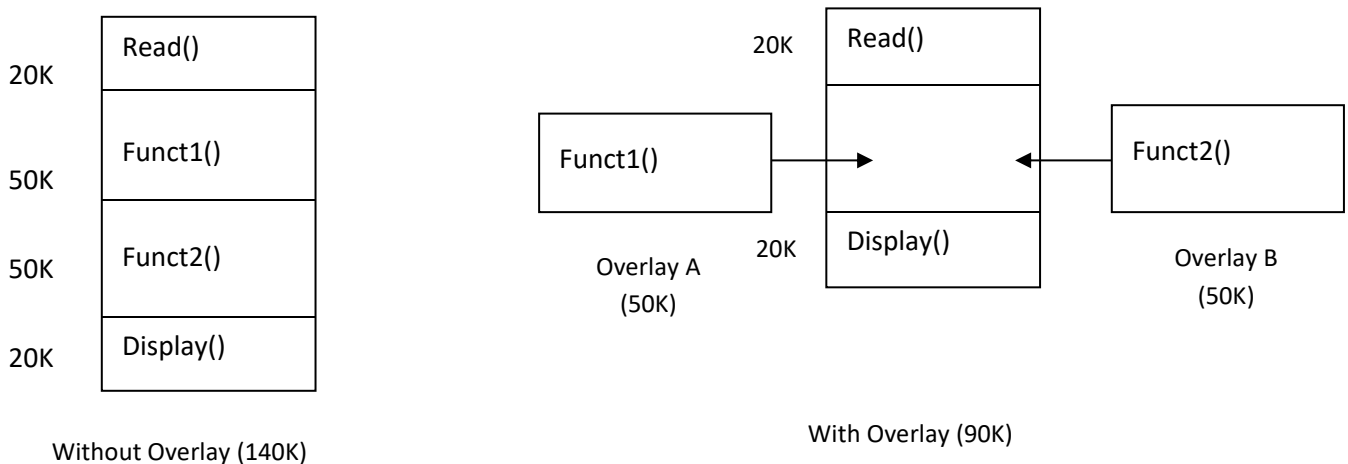 Read()
20K
Funct1()
50K
Funct2()
50K
Display()
20K
Without Overlay (140K)
20K
Read()
Funct1()
Funct2()
Overlay A
(50K)
20K
Display()
Overlay B
(50K)
With Overlay (90K)